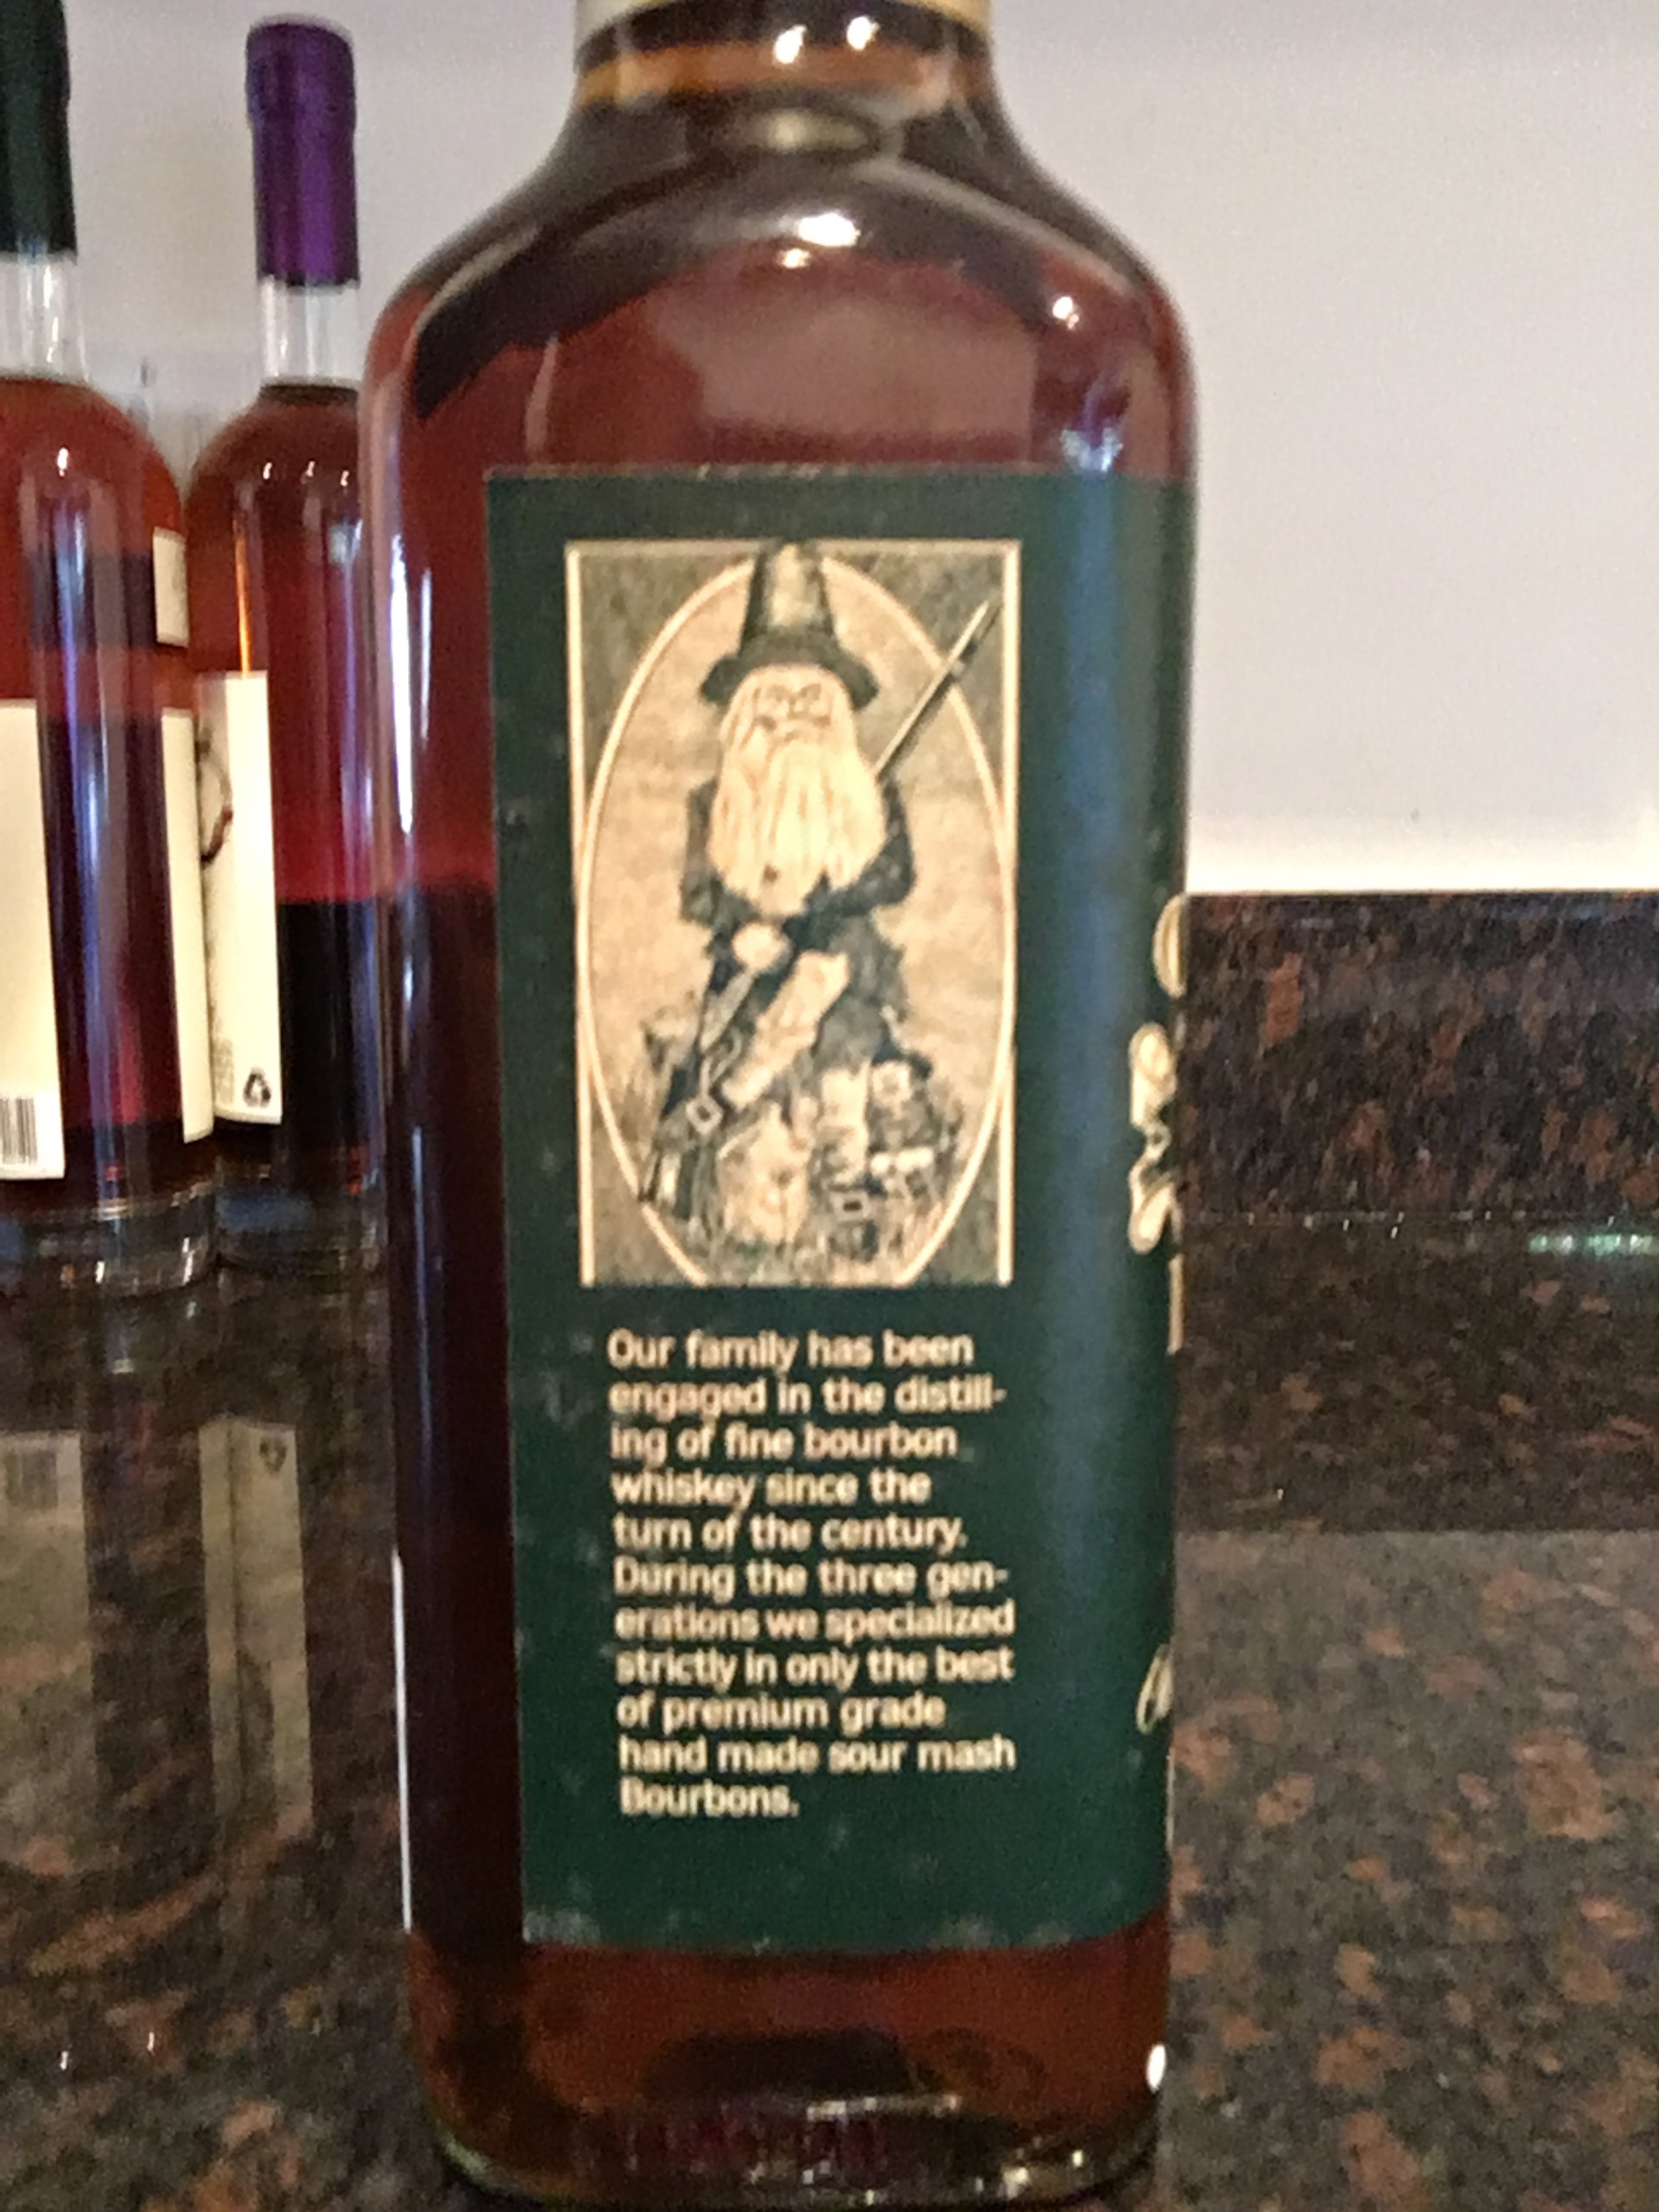 Our family has been
engaged in the distill-
ing of fine bourbon
whiskey since the
turn of the century.
During the three gen-
erations we specialized
strictly in only the best
of premium grade
hand made sour mash
Bourbons.